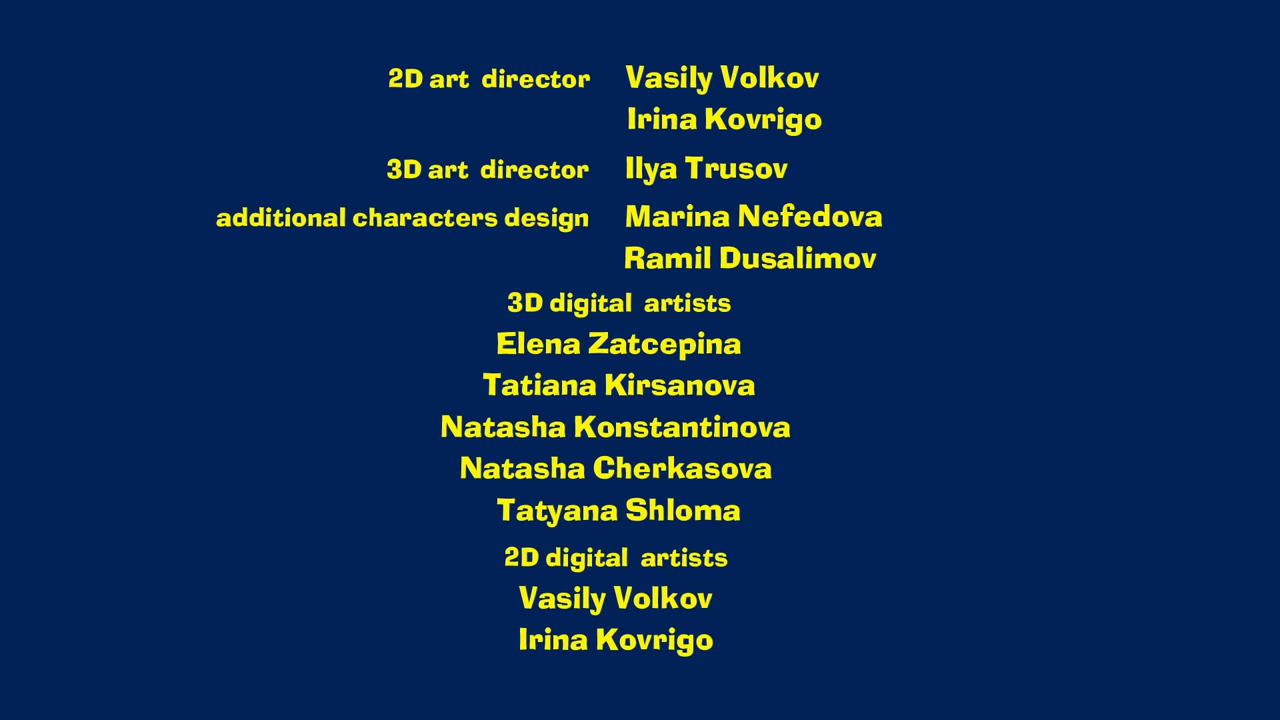 2D art director Vasily Volkov
Irina Kovrigo
3D art director Ilya Trusov
additional characters design Marina Nefedova
Ramil Dusalimov
3D digital artists
Elena Zatcepina
Tatiana Kirsanova
Natasha Konstantinova
Natasha Cherkasova
Tatyana Shloma
2D digital artists
Vasily Volkov
Irina Kovrigo